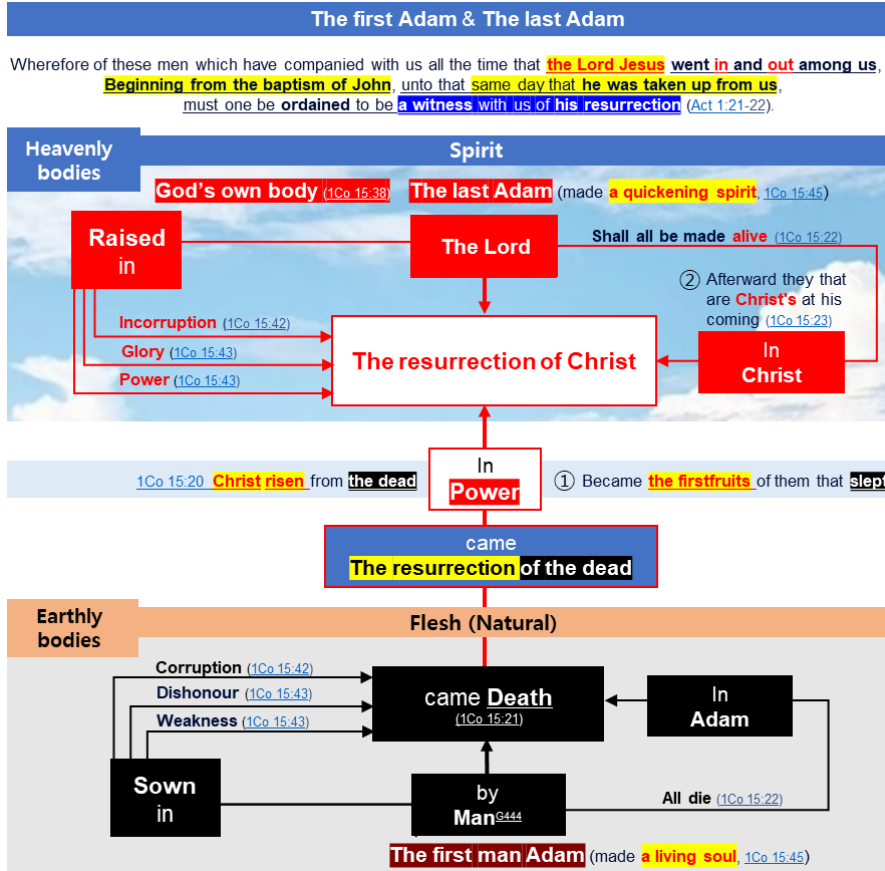 The first Adam & The last Adam
Wherefore of these men which have companied with us all the time that the Lord Jesus went in and out among us,
Beginning from the baptism of John, unto that same day that he was taken up from us,
must one be ordained to be a witness with us of his resurrection (Act 1:21-22).
Heavenly
bodies
Spirit
God's own body (1Co 15:38)
The last Adam (made a quickening spirit, 1Co 15:45)
Raised
in
The Lord
Shall all be made alive (1Co 15:22)
② Afterward they that
are Christ's at his
coming (1Co 15:23)
Incorruption (1Co 15:42)
Glory (1Co 15:43)
Power (1Co 15:43)
The resurrection of Christ
In
Christ
1Co 15:20 Christ risen from the dead
In
Power
① Became the firstfruits of them that slept
came
The resurrection of the dead
Earthly
bodies
Flesh (Natural)
Corruption (1Co 15:42)
Dishonour (1Co 15:43)
Weakness (1Co 15:43)
came Death
(1Co 15:21)
In
Adam
Sown
in
by
ManG444
All die (1Co 15:22)
The first man Adam (made a living soul, 1Co 15:45)